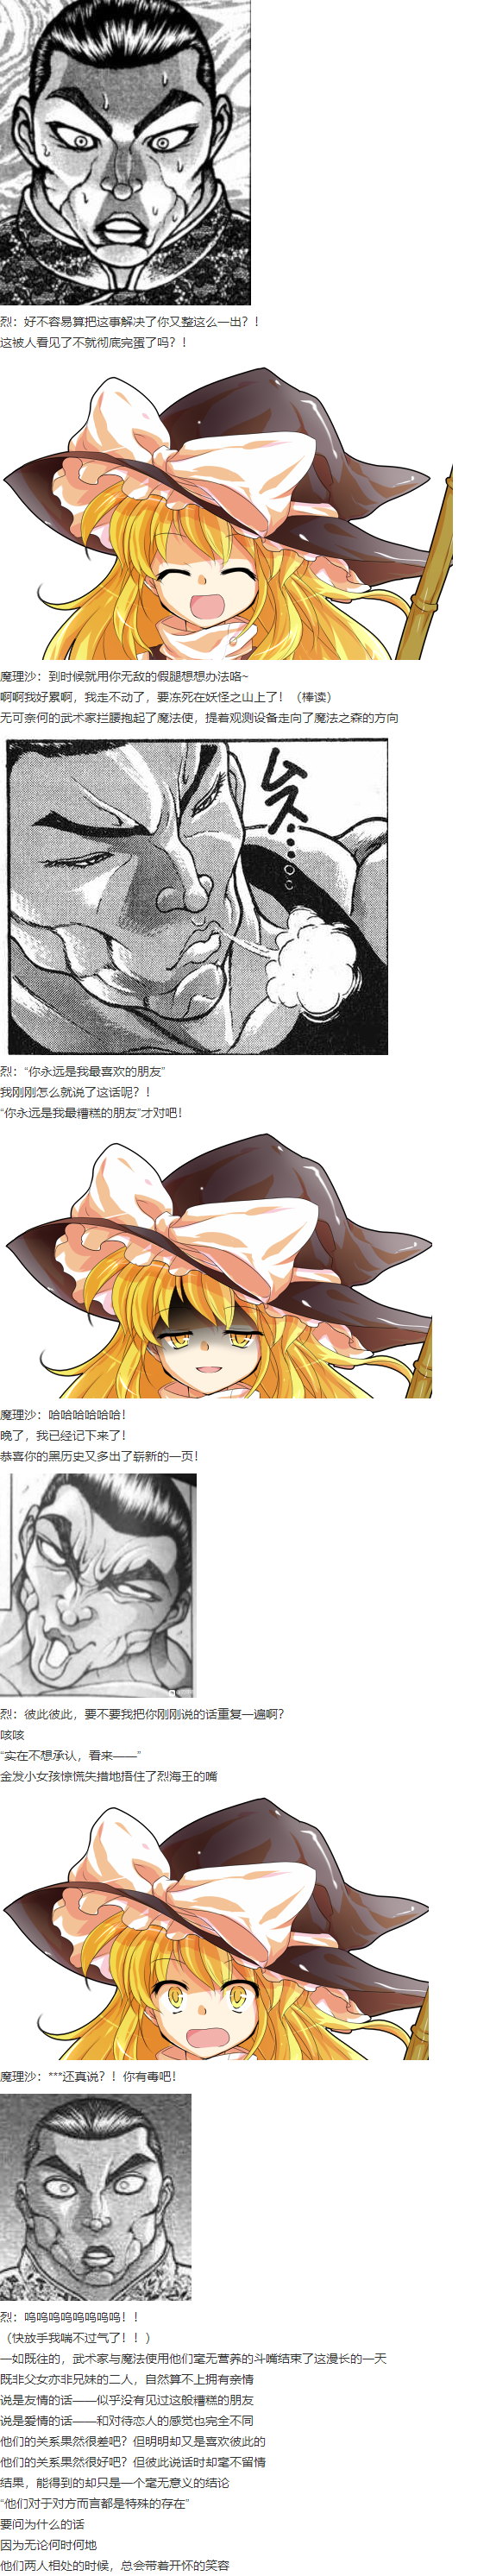 烈：好不容易算把这事解决了你又整这么一出？！
这被人看见了不就彻底完蛋了吗？！
魔理沙：到时候就用你无敌的假腿想想办法咯~
啊啊我好累啊，我走不动了，要冻死在妖怪之山上了！（棒读）
无可奈何的武术家拦腰抱起了魔法使，提着观测设备走向了魔法之森的方向
ムス…
烈：“你永远是我最喜欢的朋友”
我刚刚怎么就说了这话呢？！
“你永远是我最糟糕的朋友”才对吧！
魔理沙：哈哈哈哈哈哈！
晚了，我已经记下来了！
恭喜你的黑历史又多出了崭新的一页！
烈：彼此彼此，要不要我把你刚刚说的话重复一遍啊？
咳咳
“实在不想承认，看来——”
金发小女孩惊慌失措地捂住了烈海王的嘴
魔理沙：***还真说？！你有毒吧！
烈：呜呜呜呜呜呜呜呜！！
（快放手我喘不过气了！！）
一如既往的，武术家与魔法使用他们毫无营养的斗嘴结束了这漫长的一天
既非父女亦非兄妹的二人，自然算不上拥有亲情
说是友情的话——似乎没有见过这般糟糕的朋友
说是爱情的话——和对待恋人的感觉也完全不同
他们的关系果然很差吧？但明明却又是喜欢彼此的
他们的关系果然很好吧？但彼此说话时却毫不留情
结果，能得到的却只是一个毫无意义的结论
“他们对于对方而言都是特殊的存在”
要问为什么的话
因为无论何时何地
他们两人相处的时候，总会带着开怀的笑容